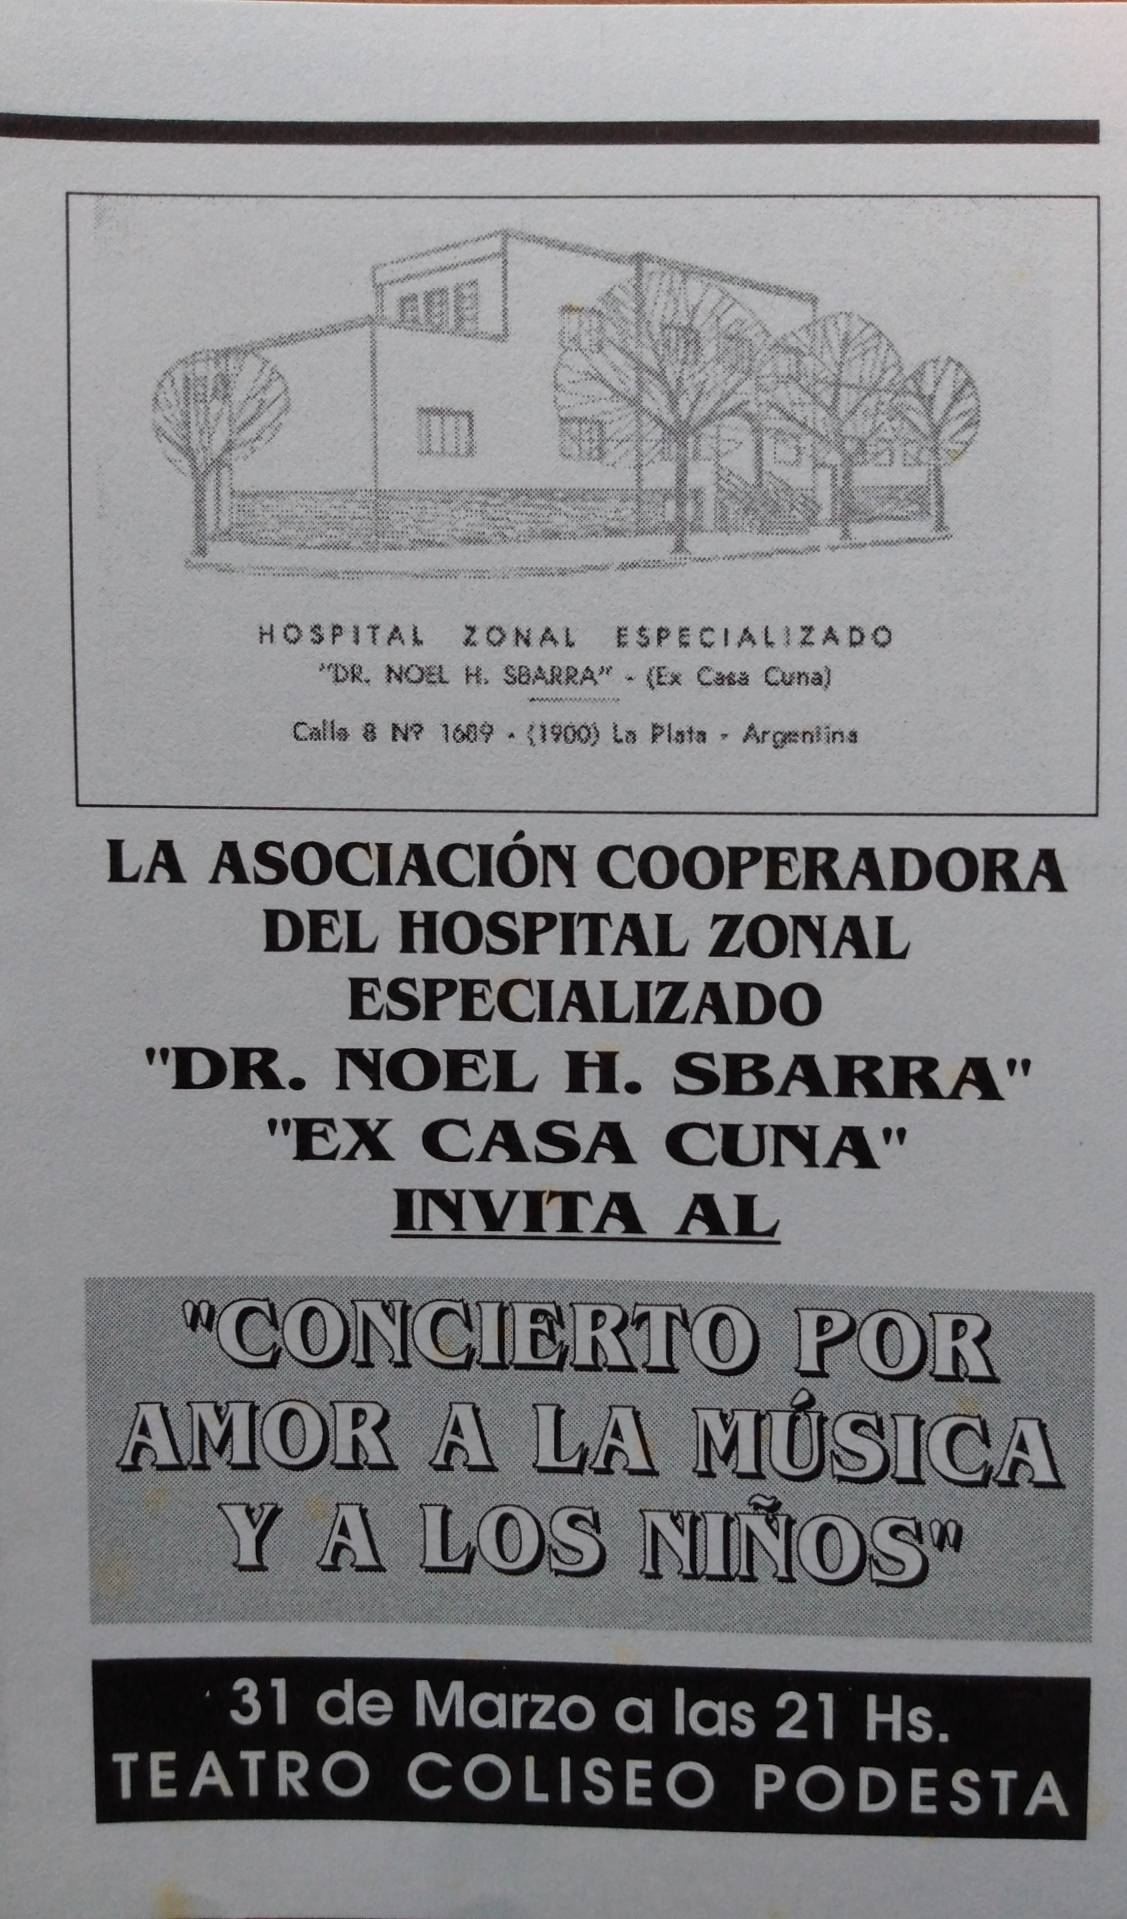 HOSPITAL ZONAL ESPECIALIZADO
"DR. NOEL H. SBARRA" - (Ex Casa Cuna)
Calle 8 Nº 1689 - (1900) La Plata - Argentina
LA ASOCIACIÓN COOPERADORA
DEL HOSPITAL ZONAL
ESPECIALIZADO
"DR. NOEL H. SBARRA"
"EX CASA CUNA"
INVITA AL
"CONCIERTO POR
AMOR A LA MÚSICA
Y A LOS NIÑOS"
31 de Marzo a las 21 Hs.
TEATRO COLISEO PODESTA